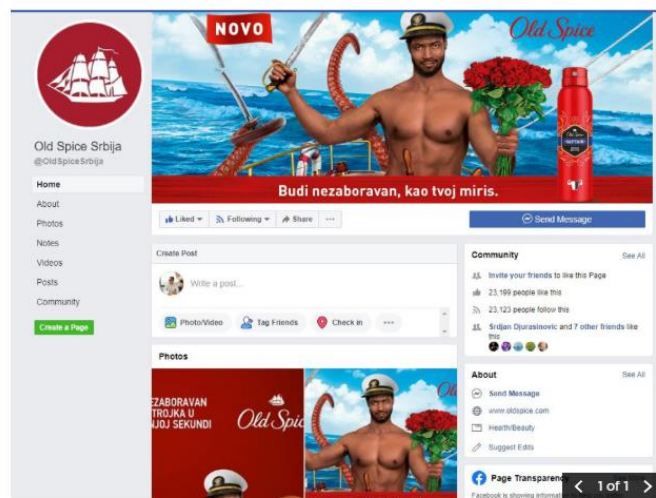 NOVO
Old Spice
Budi nezaboravan, kao tvoj miris.
Old Spice Srbija
@OldSpiceSrbija
Home
About
Photos
Notes
Videos
Posts
Community
Create a Page
Liked
Following
Share
Send Message
Create Post
Write a post...
Photo/Video
Tag Friends
Check in
Photos
EZABORAVAN
TROJKA U
NJOJ SEKUNDI
Old Spic
Community
See All
Invite your friends to like this Page
23,199 people like this
23,123 people follow this
Srdjan Djurasinovic and 7 other friends like
this
About
See All
Send Message
www.oldspice.com
Health/Beauty
Suggest Edits
Page Transparency
Facebook is showing information
1 of 1